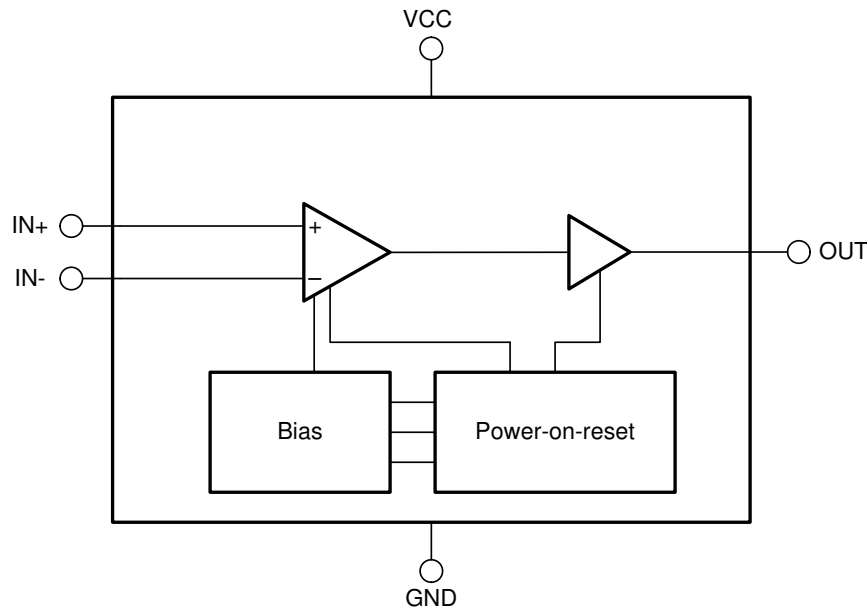 VCC
IN+
+
IN-
−
OUT
Bias
Power-on-reset
GND